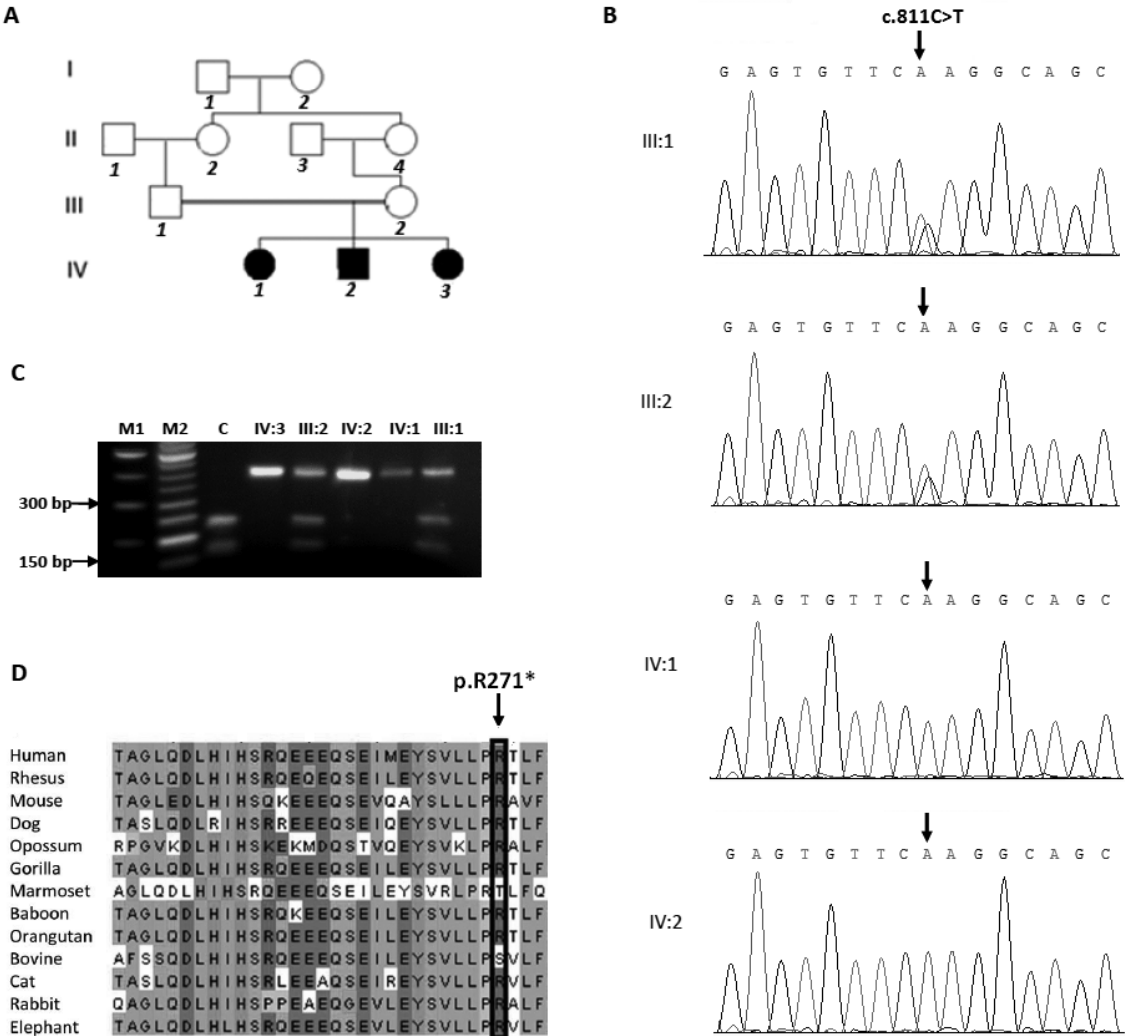 A
I
1 2
II
1 2 3 4
III
1 2
IV
1 2 3
B
c.811C>T
G A G T G T T C A A G G C A G C
III:1
G A G T G T T C A A G G C A G C
III:2
G A G T G T T C A A G G C A G C
IV:1
G A G T G T T C A A G G C A G C
IV:2
C
M1 M2 C IV:3 III:2 IV:2 IV:1 III:1
300 bp
150 bp
D
p.R271*
Human TAGLQDLHIHSRQEEEQSEIMEYSVLLPRTLF
Rhesus TAGLQDLHIHSRQEQEQSEILEYSVLLPRTLF
Mouse TAGLEDLHIHSQKEEEQSEVQAYSLLLPRAVF
Dog TASLQDLRIHSRREEEQSEIQEYSVLLPRTLF
Opossum RPGVKDLHIHSKEKMDQSTVQEYSVKLPRALF
Gorilla TAGLQDLHIHSRQEEEQSEILEYSVLLPRTLF
Marmoset AGLQDLHIHSRQEEEQSEILEYSVRLPRTLFQ
Baboon TAGLQDLHIHSRQKEEQSEILEYSVLLPRTLF
Orangutan TAGLQDLHIHSRQEEEQSEILEYSVLLPRTLF
Bovine AFSSQDLHIHSRQEEEQSEILEYSVLLPSVLF
Cat TASLQDLHIHSRLEEAQSEIREYSVLLPRTLF
Rabbit QAGLQDLHIHSPPEAEQGEVLEYSVLLPRALF
Elephant TAGLQDLHLHSRQEEEQSEILEYSVLLPRVLF